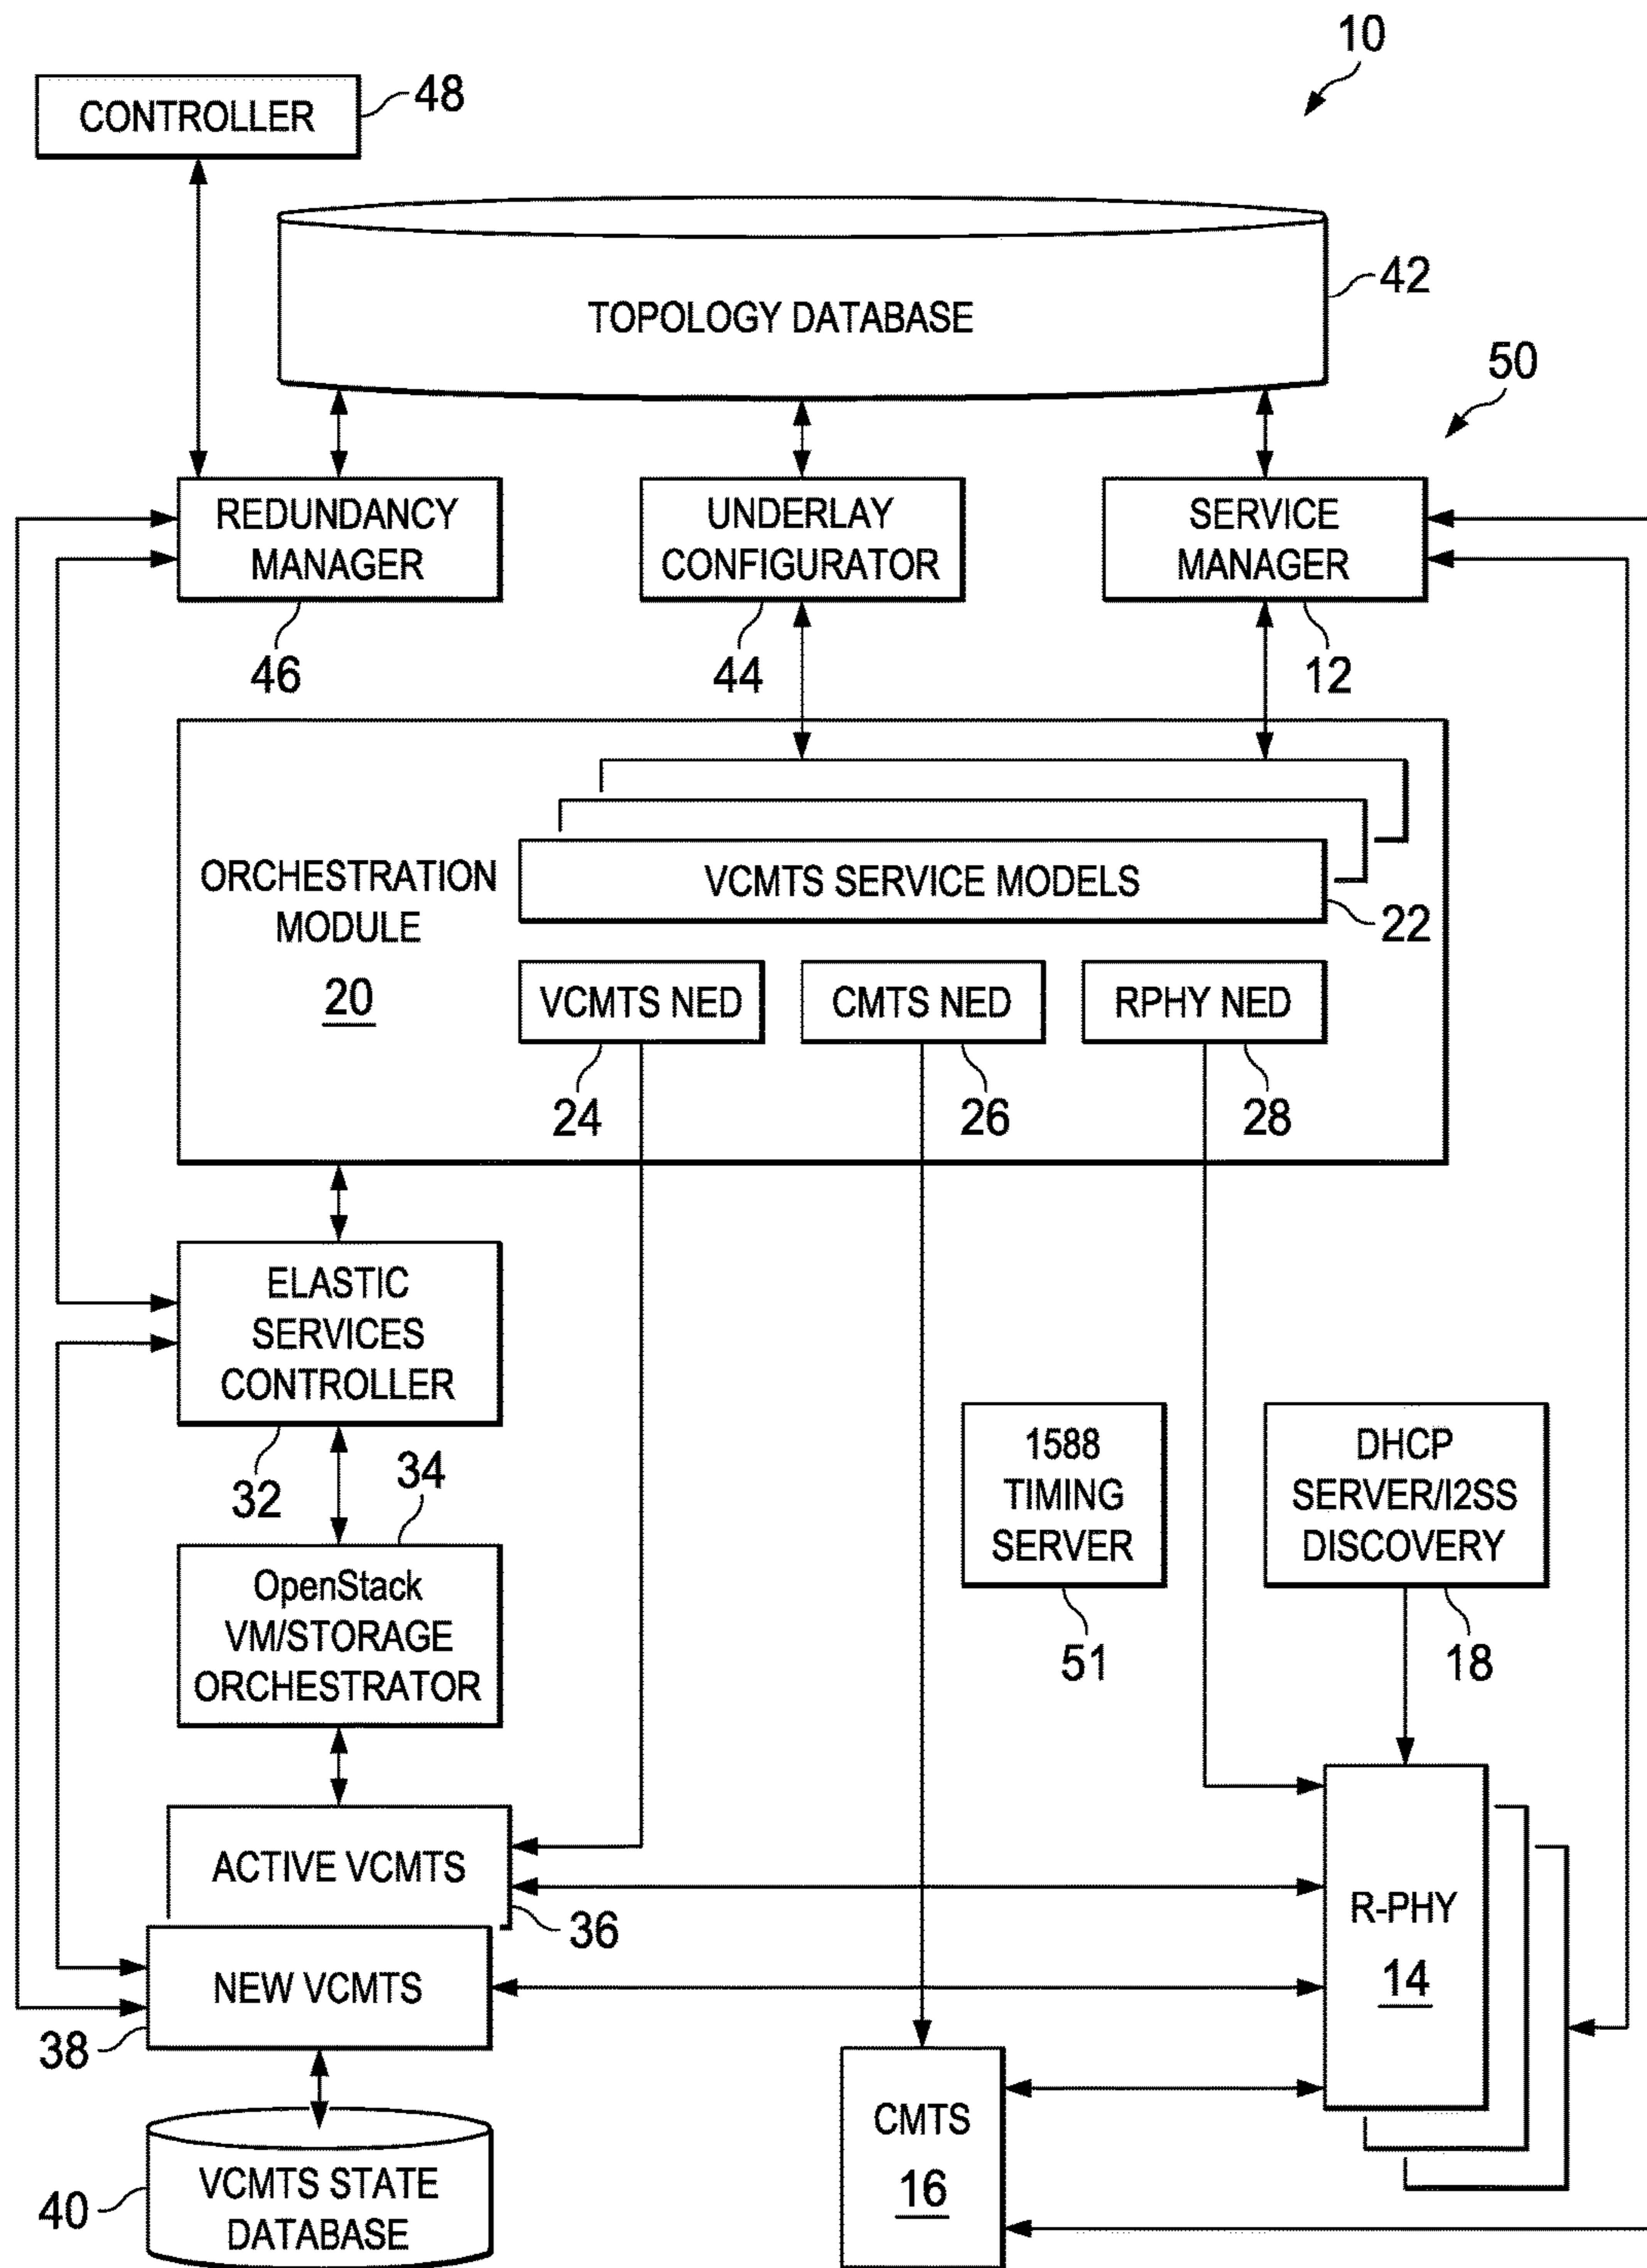 10
CONTROLLER
48
TOPOLOGY DATABASE
42
50
REDUNDANCY
MANAGER
46
UNDERLAY
CONFIGURATOR
44
SERVICE
MANAGER
12
ORCHESTRATION
MODULE
20
VCMTS SERVICE MODELS
22
VCMTS NED
24
CMTS NED
26
RPHY NED
28
ELASTIC
SERVICES
CONTROLLER
32
34
OpenStack
VM/STORAGE
ORCHESTRATOR
1588
TIMING
SERVER
51
DHCP
SERVER/I2SS
DISCOVERY
18
ACTIVE VCMTS
36
NEW VCMTS
38
R-PHY
14
CMTS
16
VCMTS STATE
DATABASE
40